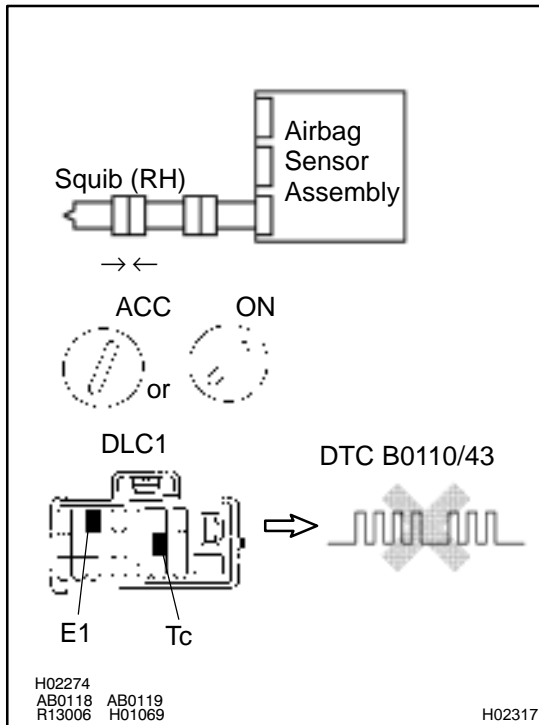 Airbag
Sensor
Assembly
Squib (RH)
ACC ON
or
DLC1
DTC B0110/43
E1 Tc
H02274
AB0118 AB0119
R13006 H01069
H02317